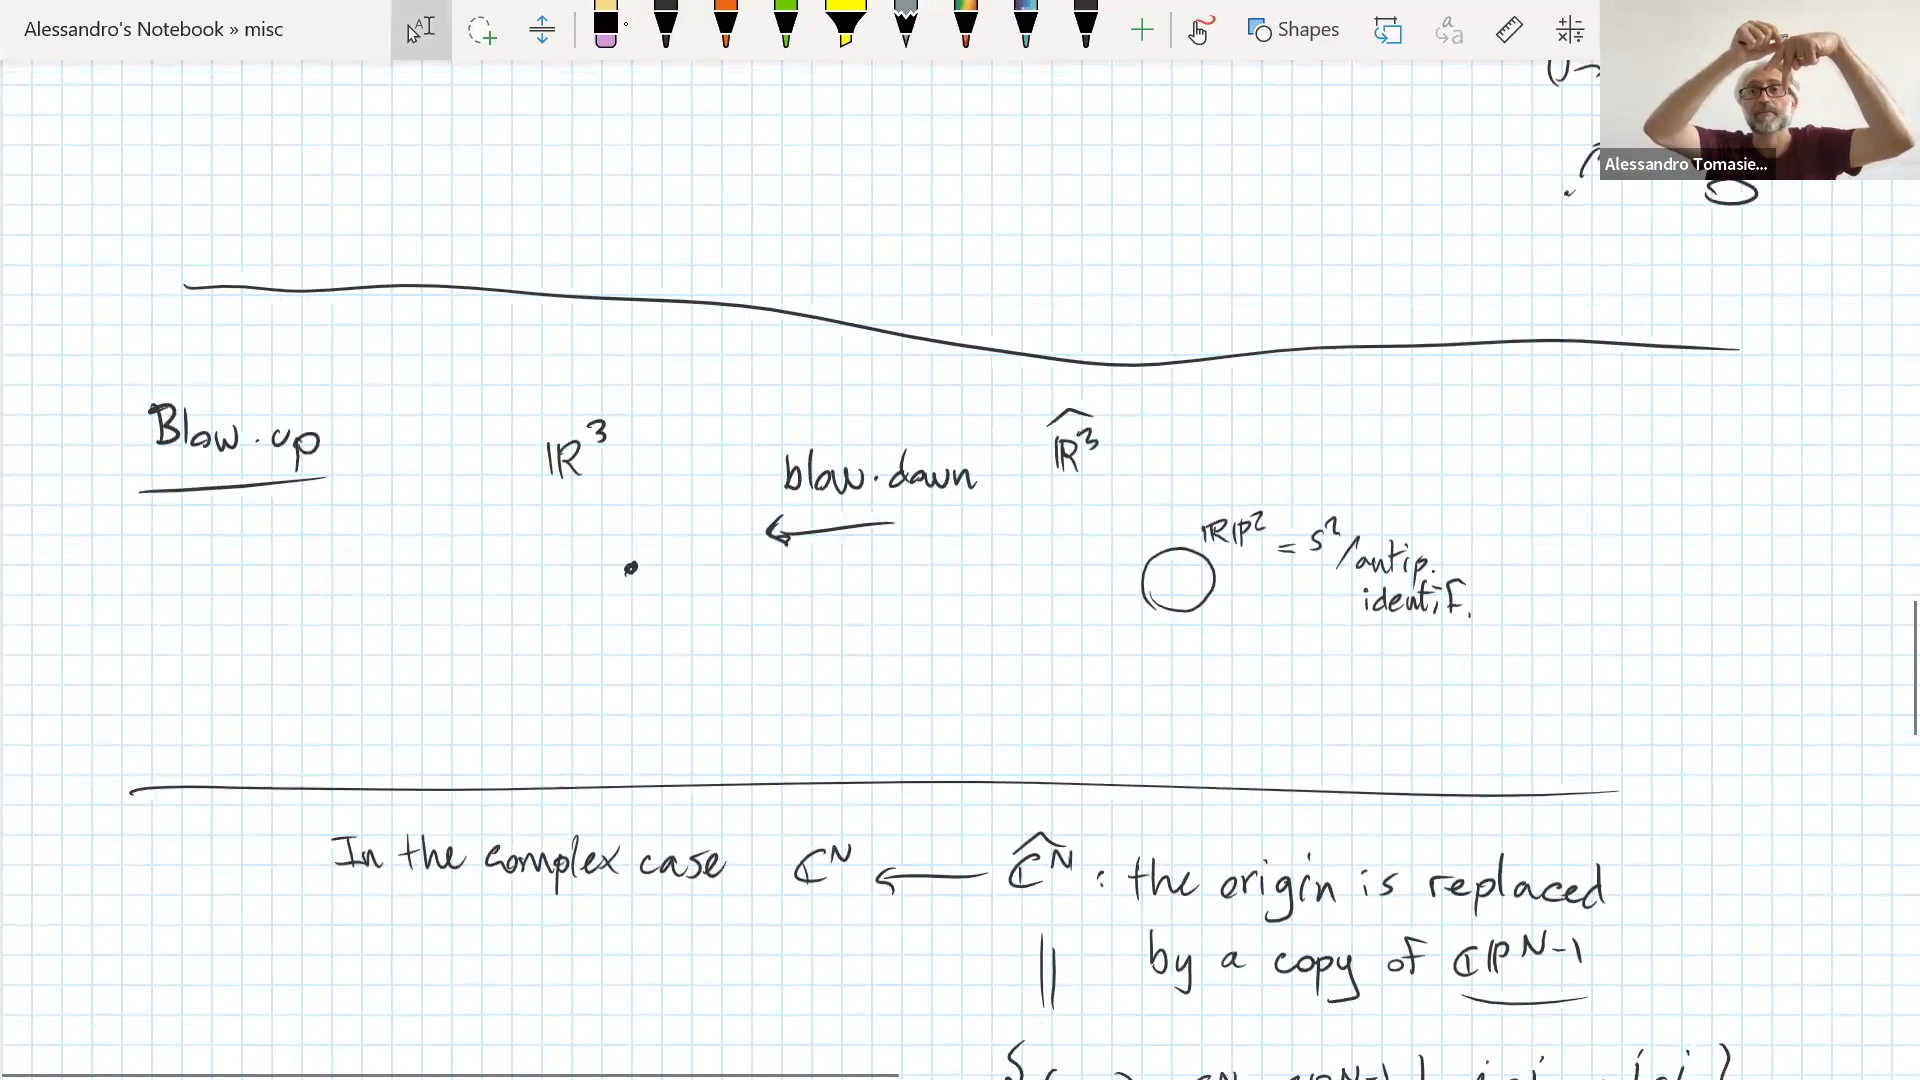 Alessandro's Notebook » misc
Shapes
Alessandro Tomasie...
Blow-up
ℝ³
blow-down
ℝ̂³
ℝℙ² = S²/antip.
identif.
In the complex case ℂᴺ ← ℂ̂ᴺ : the origin is replaced
by a copy of ℂℙᴺ⁻¹
||